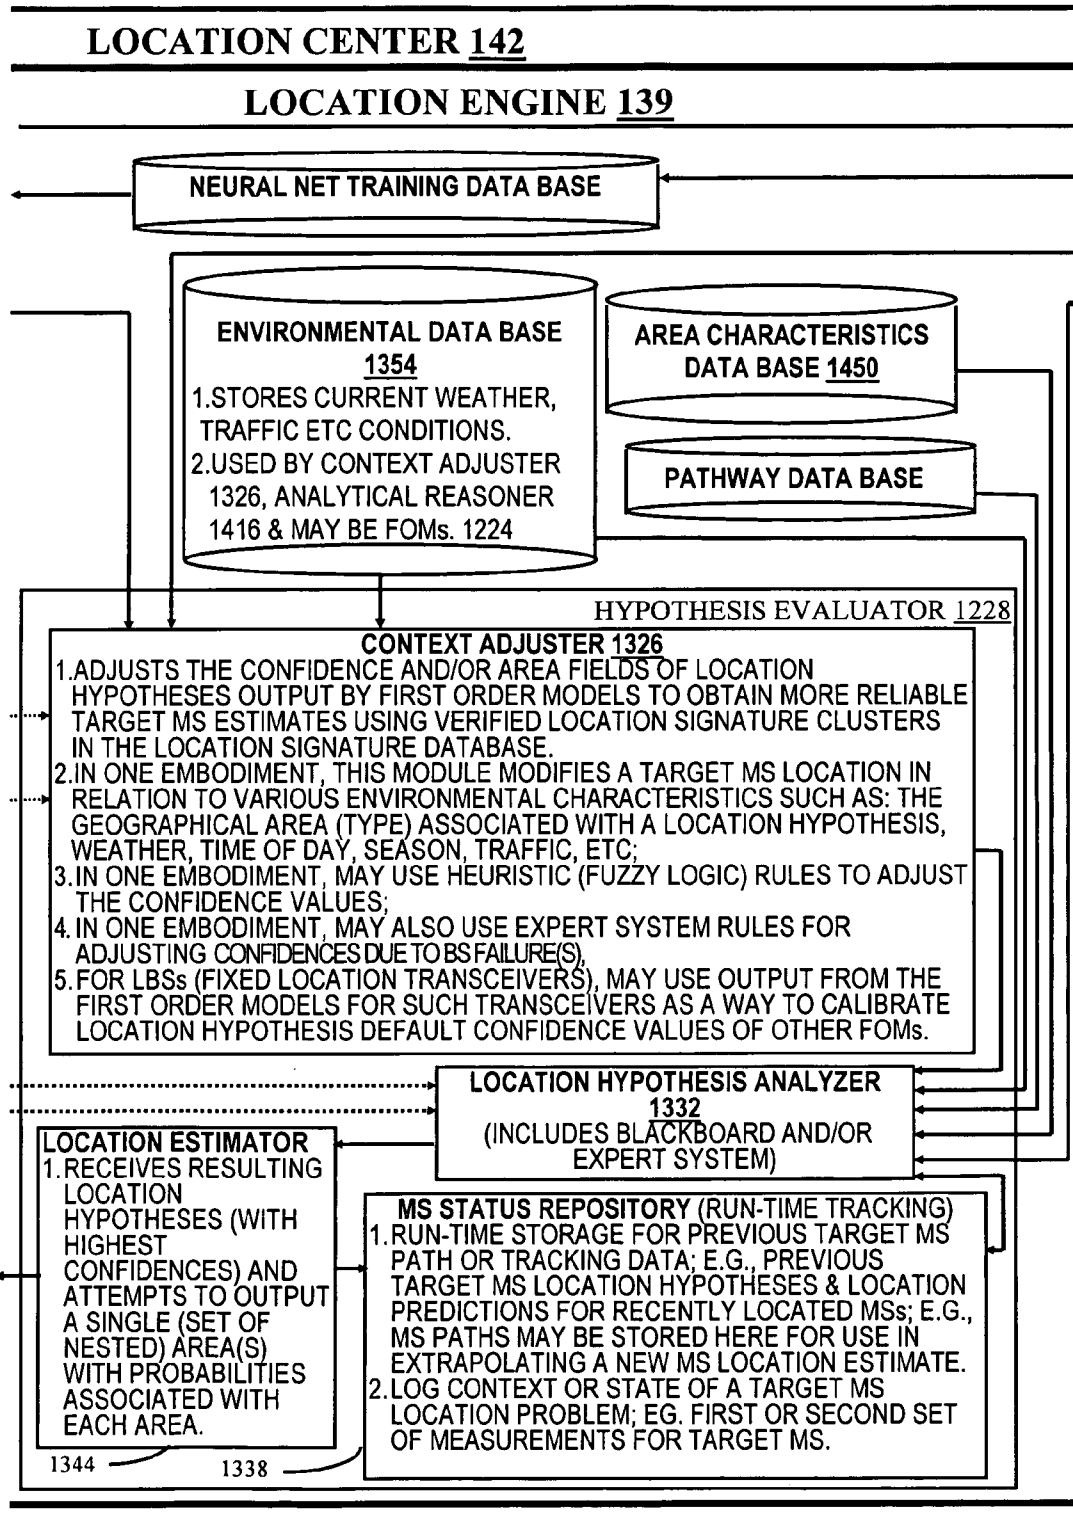 LOCATION CENTER 142
LOCATION ENGINE 139
NEURAL NET TRAINING DATA BASE
ENVIRONMENTAL DATA BASE
1354
1.STORES CURRENT WEATHER,
TRAFFIC ETC CONDITIONS.
2.USED BY CONTEXT ADJUSTER
1326, ANALYTICAL REASONER
1416 & MAY BE FOMs. 1224
AREA CHARACTERISTICS
DATA BASE 1450
PATHWAY DATA BASE
HYPOTHESIS EVALUATOR 1228
CONTEXT ADJUSTER 1326
1.ADJUSTS THE CONFIDENCE AND/OR AREA FIELDS OF LOCATION
HYPOTHESES OUTPUT BY FIRST ORDER MODELS TO OBTAIN MORE RELIABLE
TARGET MS ESTIMATES USING VERIFIED LOCATION SIGNATURE CLUSTERS
IN THE LOCATION SIGNATURE DATABASE.
2.IN ONE EMBODIMENT, THIS MODULE MODIFIES A TARGET MS LOCATION IN
RELATION TO VARIOUS ENVIRONMENTAL CHARACTERISTICS SUCH AS: THE
GEOGRAPHICAL AREA (TYPE) ASSOCIATED WITH A LOCATION HYPOTHESIS,
WEATHER, TIME OF DAY, SEASON, TRAFFIC, ETC;
3.IN ONE EMBODIMENT, MAY USE HEURISTIC (FUZZY LOGIC) RULES TO ADJUST
THE CONFIDENCE VALUES;
4.IN ONE EMBODIMENT, MAY ALSO USE EXPERT SYSTEM RULES FOR
ADJUSTING CONFIDENCES DUE TO BS FAILURE(S),
5.FOR LBSs (FIXED LOCATION TRANSCEIVERS), MAY USE OUTPUT FROM THE
FIRST ORDER MODELS FOR SUCH TRANSCEIVERS AS A WAY TO CALIBRATE
LOCATION HYPOTHESIS DEFAULT CONFIDENCE VALUES OF OTHER FOMs.
LOCATION HYPOTHESIS ANALYZER
1332
(INCLUDES BLACKBOARD AND/OR
EXPERT SYSTEM)
LOCATION ESTIMATOR
1.RECEIVES RESULTING
LOCATION
HYPOTHESES (WITH
HIGHEST
CONFIDENCES) AND
ATTEMPTS TO OUTPUT
A SINGLE (SET OF
NESTED) AREA(S)
WITH PROBABILITIES
ASSOCIATED WITH
EACH AREA.
1344
MS STATUS REPOSITORY (RUN-TIME TRACKING)
1.RUN-TIME STORAGE FOR PREVIOUS TARGET MS
PATH OR TRACKING DATA; E.G., PREVIOUS
TARGET MS LOCATION HYPOTHESES & LOCATION
PREDICTIONS FOR RECENTLY LOCATED MSs; E.G.,
MS PATHS MAY BE STORED HERE FOR USE IN
EXTRAPOLATING A NEW MS LOCATION ESTIMATE.
2.LOG CONTEXT OR STATE OF A TARGET MS
LOCATION PROBLEM; EG. FIRST OR SECOND SET
OF MEASUREMENTS FOR TARGET MS.
1338